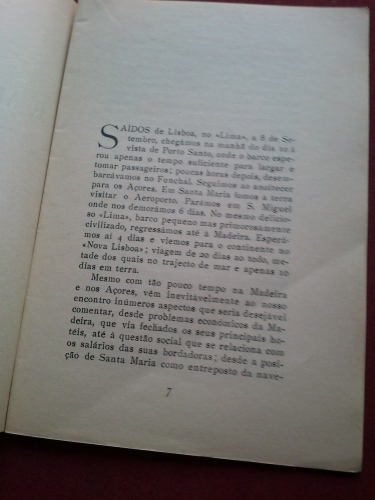 SAÍDOS de Lisboa, no «Lima», a 8 de Se-
tembro, chegámos na manhã do dia 10 à
vista de Porto Santo, onde o barco espe-
rou apenas o tempo suficiente para largar e
tomar passageiros; poucas horas depois, desem-
barcávamos no Funchal. Seguimos ao anoitecer
para os Açores. Em Santa Maria fomos a terra
visitar o Aeroporto. Parámos em S. Miguel
onde nos demorámos 6 dias. No mesmo delicio-
so «Lima», barco pequeno mas primorosamente
civilizado, regressámos até à Madeira. Esperá-
mos aí 4 dias e viemos para o continente no
«Nova Lisboa»; viagem de 20 dias ao todo, me-
tade dos quais no trajecto de mar e apenas 10
dias em terra.
Mesmo com tão pouco tempo na Madeira
e nos Açores, vêm inevitàvelmente ao nosso
encontro inúmeros aspectos que seria desejável
comentar, desde problemas económicos da Ma-
deira, que via fechados os seus principais ho-
téis, até à questão social que se relaciona com
os salários das suas bordadoras; desde a posi-
ção de Santa Maria como entreposto da nave-
7